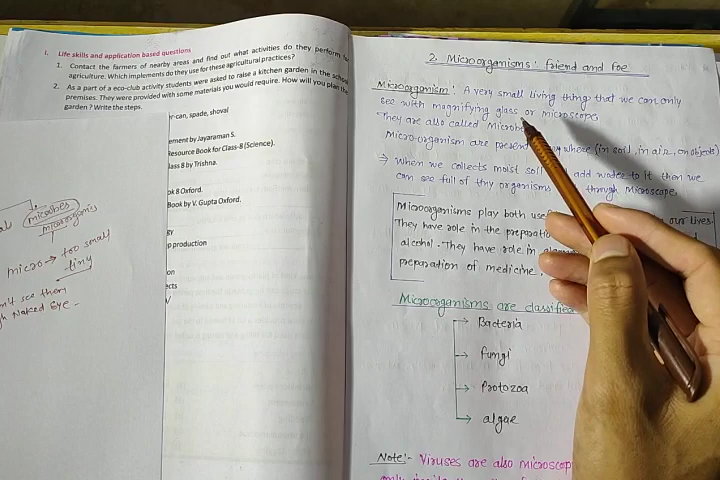 I. Life skills and application based questions
1. Contact the farmers of nearby areas and find out what activities do they perform
agriculture. Which implements do they use for these agricultural practices?
2. As a part of a eco-club activity students were asked to raise a kitchen garden in the school
premises. They were provided with some materials you would require. How will you plan the
garden? Write the steps.
r-can, spade, shoval
ement by Jayaraman S.
Resource Book for Class-8 (Science).
lass 8 by Trishna.
ok 8 Oxford.
Book by V. Gupta Oxford.
gy
p production
on
ects
microbes
microorganis
micro → too small
tiny
n't see them
gh Naked Eye -
2. Microorganisms: friend and foe
Microorganism: A very small living thing that we can only
see with magnifying glass or microscope.
They are also called Microbe
Micro-organism are present where (in soil, in air, on objects)
⇒ When we collects moist soil add water to it then we
can see full of tiny organisms through Microscope,
Microorganisms play both use our lives.
They have role in the preparatio
alcohol. They have role in
preparation of medicine.
Microorganisms are classified
→ Bacteria
→ fungi
→ Protozoa
→ algae
Note:- Viruses are also microscop